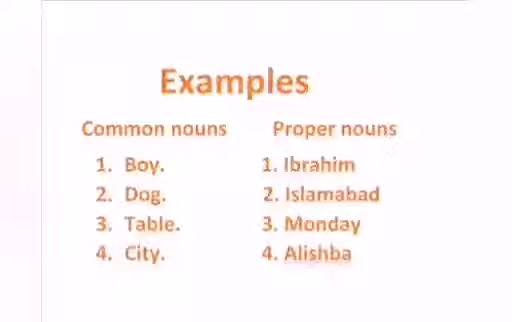 Examples
Common nouns Proper nouns
1. Boy. 1. Ibrahim
2. Dog. 2. Islamabad
3. Table. 3. Monday
4. City. 4. Alishba